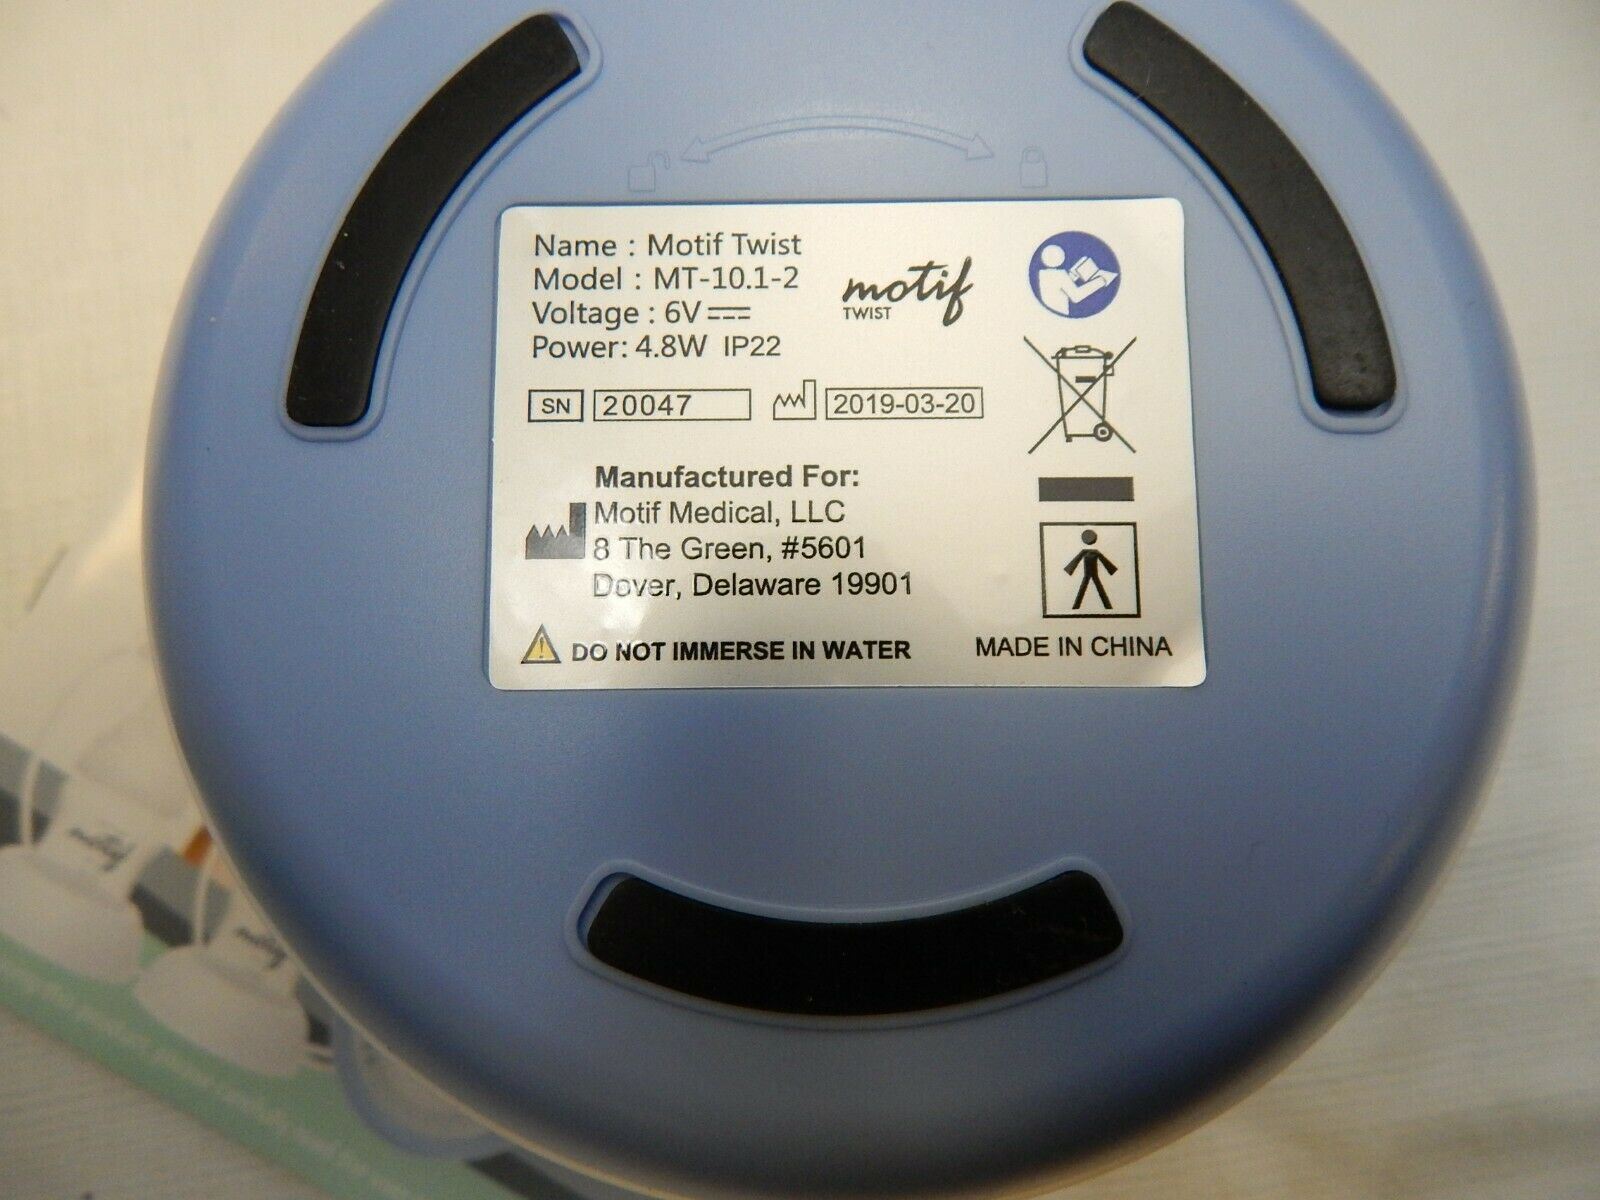 Name : Motif Twist
Model : MT-10.1-2
Voltage : 6V
Power: 4.8W IP22
motif
TWIST
SN 20047 2019-03-20
Manufactured For:
Motif Medical, LLC
8 The Green, #5601
Dover, Delaware 19901
DO NOT IMMERSE IN WATER
MADE IN CHINA
motif
motif